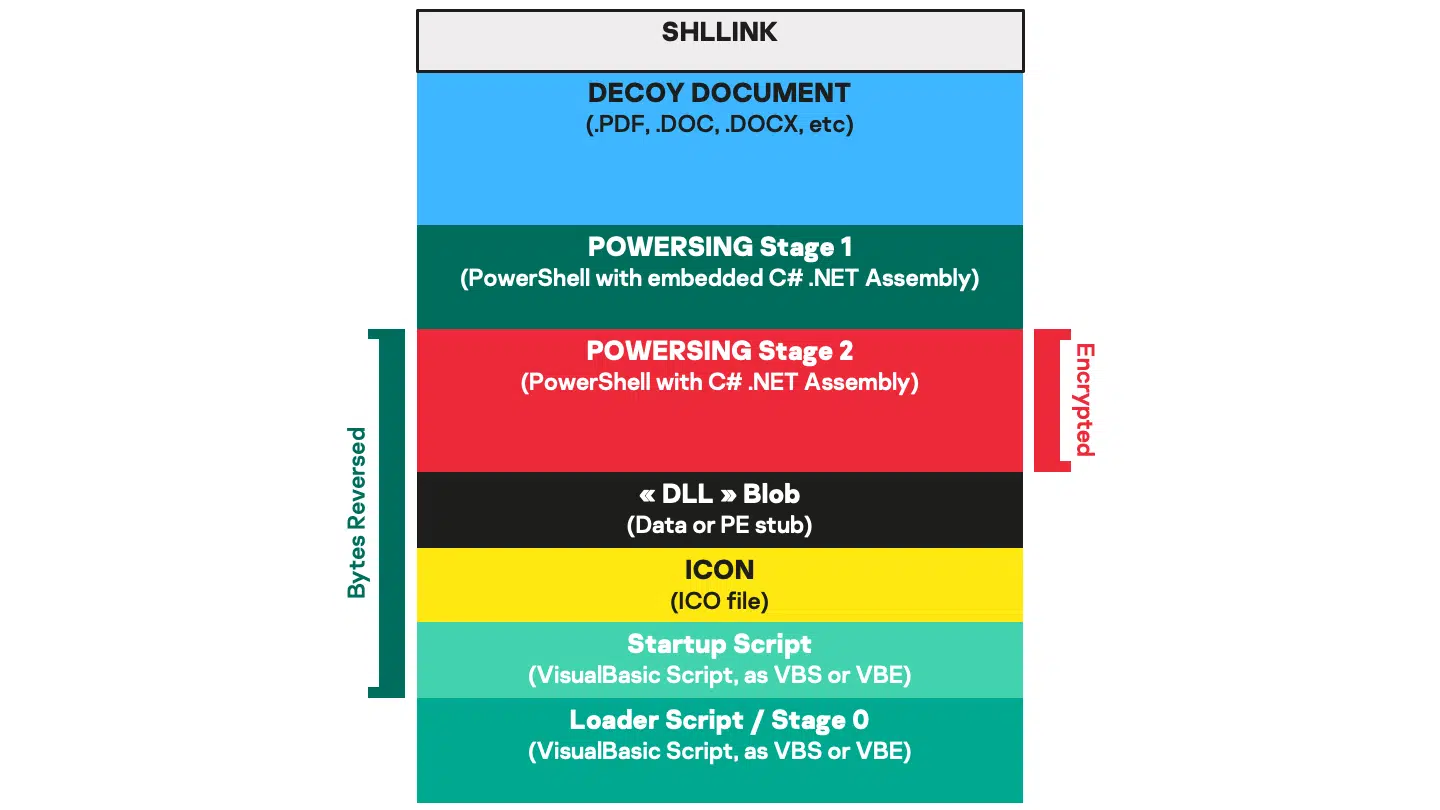 SHLLINK
DECOY DOCUMENT
(.PDF, .DOC, .DOCX, etc)
POWERSING Stage 1
(PowerShell with embedded C# .NET Assembly)
POWERSING Stage 2
(PowerShell with C# .NET Assembly)
Encrypted
Bytes Reversed
« DLL » Blob
(Data or PE stub)
ICON
(ICO file)
Startup Script
(VisualBasic Script, as VBS or VBE)
Loader Script / Stage 0
(VisualBasic Script, as VBS or VBE)